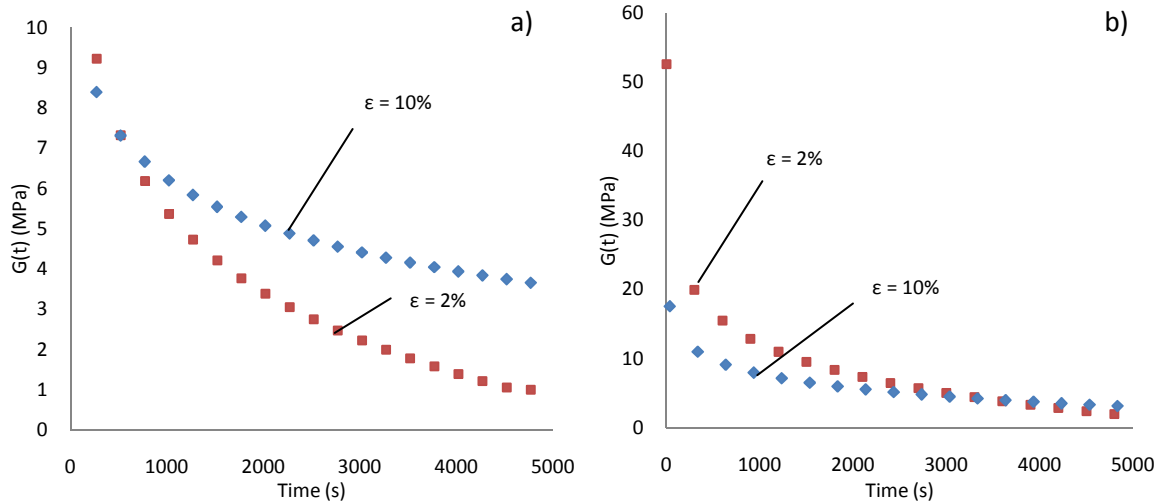 a)
10
9
8
7
6
5
4
3
2
1
0
G(t) (MPa)
ε = 10%
ε = 2%
0 1000 2000 3000 4000 5000
Time (s)
b)
60
50
40
30
20
10
0
G(t) (MPa)
ε = 2%
ε = 10%
0 1000 2000 3000 4000 5000
Time (s)